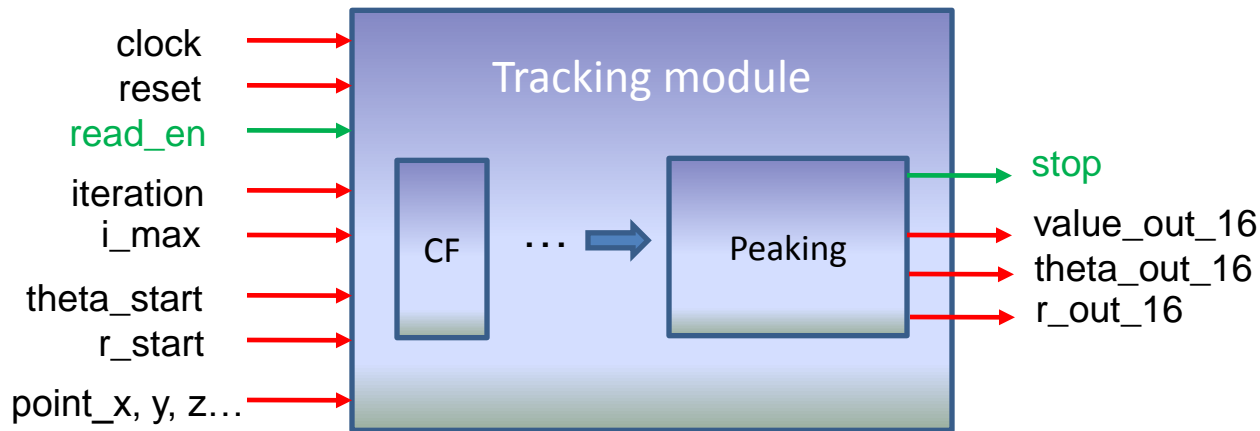 clock
reset
read_en
iteration
i_max
theta_start
r_start
point_x, y, z…
Tracking module
CF
…
Peaking
stop
value_out_16
theta_out_16
r_out_16